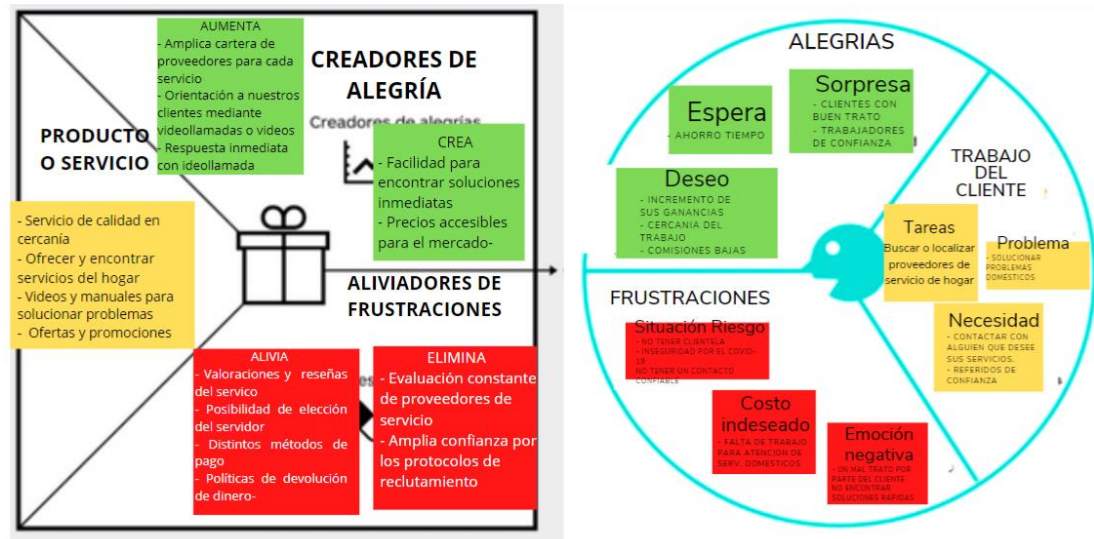 AUMENTA
- Amplica cartera de
proveedores para cada
servicio
- Orientación a nuestros
clientes mediante
videollamadas o videos
- Respuesta inmediata
con ideollamada
CREADORES DE
ALEGRÍA
Creadores de alegrías
PRODUCTO
O SERVICIO
CREA
- Facilidad para
encontrar soluciones
inmediatas
- Precios accesibles
para el mercado-
- Servicio de calidad en
cercanía
- Ofrecer y encontrar
servicios del hogar
- Videos y manuales para
solucionar problemas
- Ofertas y promociones
ALIVIADORES DE
FRUSTRACIONES
ALIVIA
- Valoraciones y reseñas
del servico
- Posibilidad de elección
del servidor
- Distintos métodos de
pago
- Políticas de devolución
de dinero-
ELIMINA
- Evaluación constante
de proveedores de
servicio
- Amplia confianza por
los protocolos de
reclutamiento
ALEGRIAS
Espera
- AHORRO TIEMPO
Sorpresa
- CLIENTES CON
BUEN TRATO
- TRABAJADORES
DE CONFIANZA
Deseo
- INCREMENTO DE
SUS GANANCIAS
- CERCANIA DEL
TRABAJO
- COMISIONES BAJAS
TRABAJO
DEL
CLIENTE
Tareas
Buscar o localizar
proveedores de
servicio de hogar
Problema
- SOLUCIONAR
PROBLEMAS
DOMESTICOS
Necesidad
- CONTACTAR CON
ALGUIEN QUE DESEE
SUS SERVICIOS.
- REFERIDOS DE
CONFIANZA
FRUSTRACIONES
Situación Riesgo
- NO TENER CLIENTELA
- INSEGURIDAD POR EL COVID-
19
NO TENER UN CONTACTO
CONFIABLE
Costo
indeseado
- FALTA DE TRABAJO
PARA ATENCIÓN DE
SERV. DOMESTICOS
Emoción
negativa
- UN MAL TRATO POR
PARTE DEL CLIENTE
NO ENCONTRAR
SOLUCIONES RAPIDAS